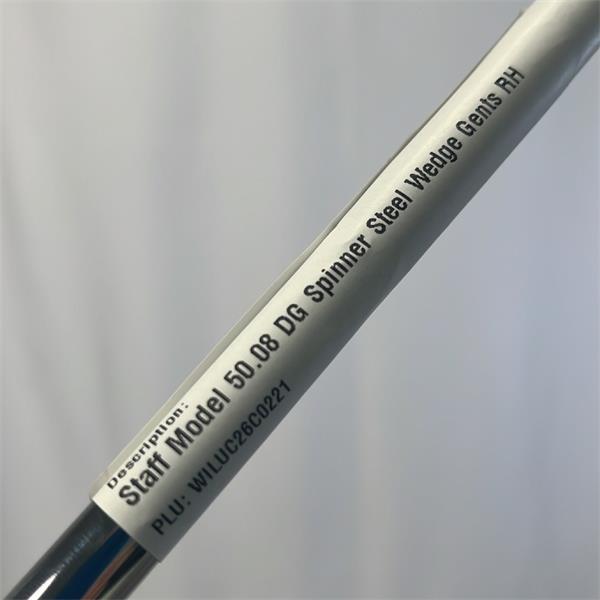 Description:
Staff Model 50.08 DG Spinner Steel Wedge Gents RH
PLU: WILUC26C0221